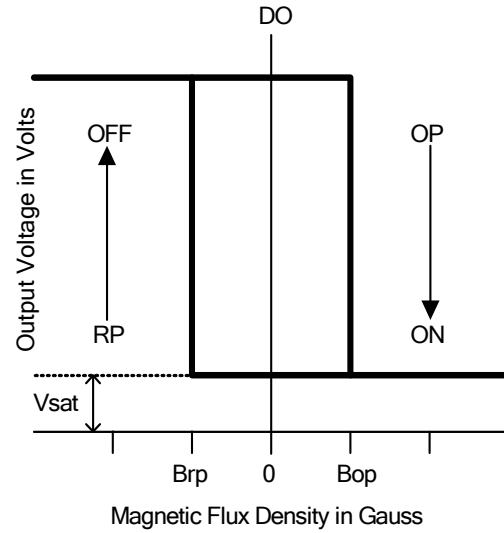 DO
Output Voltage in Volts
OFF
OP
RP
ON
Vsat
Brp
0
Bop
Magnetic Flux Density in Gauss